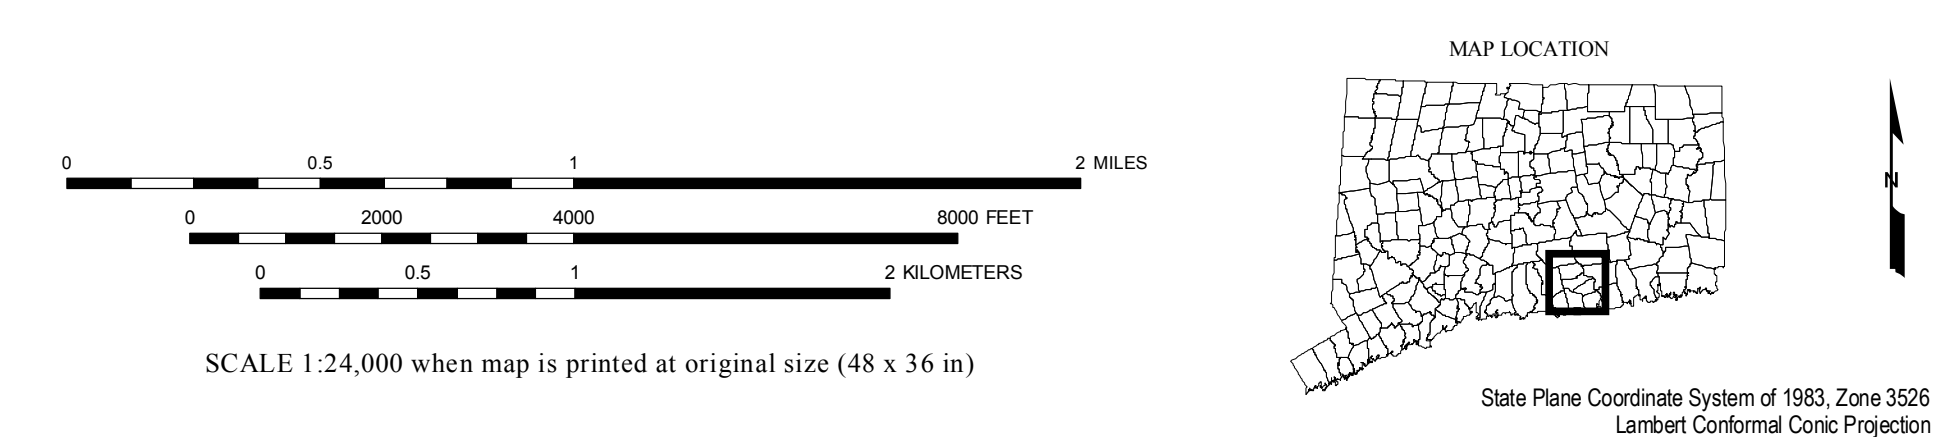 MAP LOCATION
0 0.5 1 2 MILES
0 2000 4000 8000 FEET
0 0.5 1 2 KILOMETERS
SCALE 1:24,000 when map is printed at original size (48 x 36 in)
N
State Plane Coordinate System of 1983, Zone 3526
Lambert Conformal Conic Projection